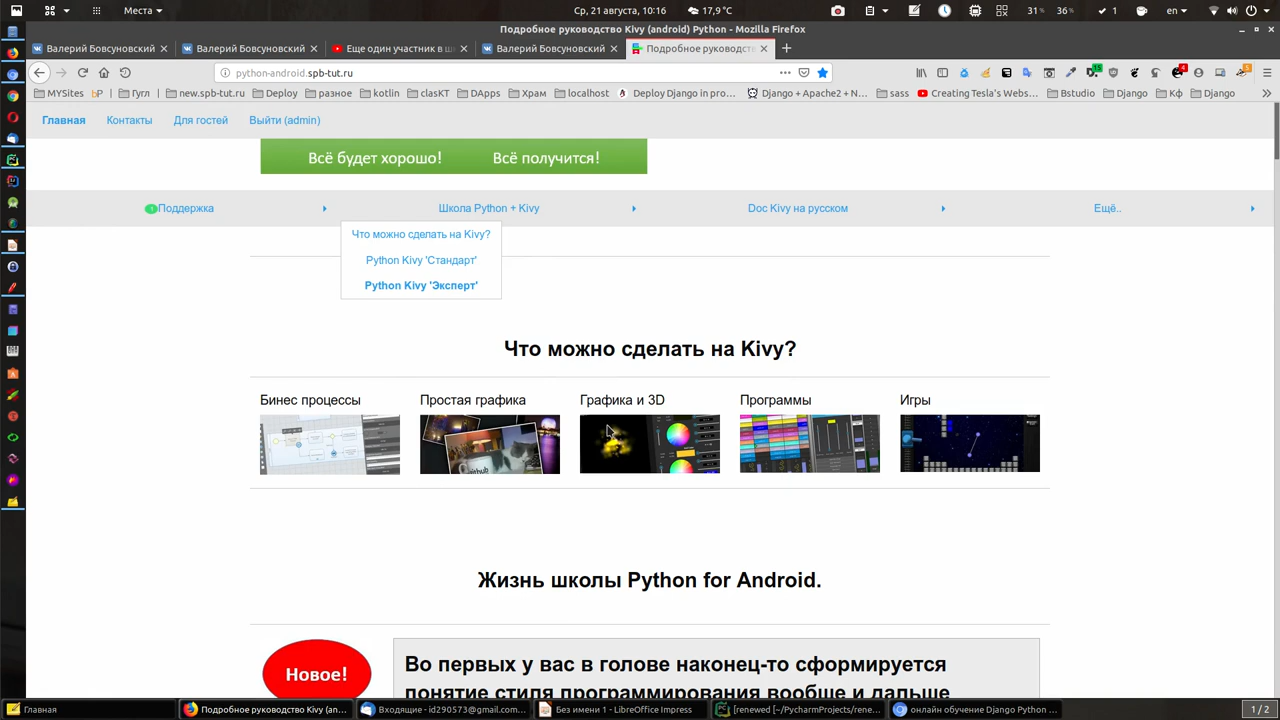 Места
Ср, 21 августа, 10:16
17,9°C
31%
36%
1
en
Подробное руководство Kivy (android) Python - Mozilla Firefox
Валерий Бовсуновский
Валерий Бовсуновский
Еще один участник в ш
Валерий Бовсуновский
Подробное руководств
python-android.spb-tut.ru
MYSites
Гугл
new.spb-tut.ru
Deploy
разное
kotlin
clasKT
DApps
Храм
localhost
Deploy Django in pro...
Django + Apache2 + N...
sass
Creating Tesla's Webs...
Bstudio
Django
Кф
Django
Главная
Контакты
Для гостей
Выйти (admin)
Всё будет хорошо!
Всё получится!
Поддержка
Школа Python + Kivy
Doc Kivy на русском
Ещё..
Что можно сделать на Kivy?
Python Kivy 'Стандарт'
Python Kivy 'Эксперт'
Что можно сделать на Kivy?
Бинес процессы
Простая графика
Графика и 3D
Программы
Игры
Жизнь школы Python for Android.
Новое!
Во первых у вас в голове наконец-то сформируется
понятие стиля программирования вообще и дальше
Главная
Подробное руководство Kivy (an...
Входящие - id290573@gmail.com...
Без имени 1 - LibreOffice Impress
[renewed [~/PycharmProjects/rene...
онлайн обучение Django Python ...
1/2